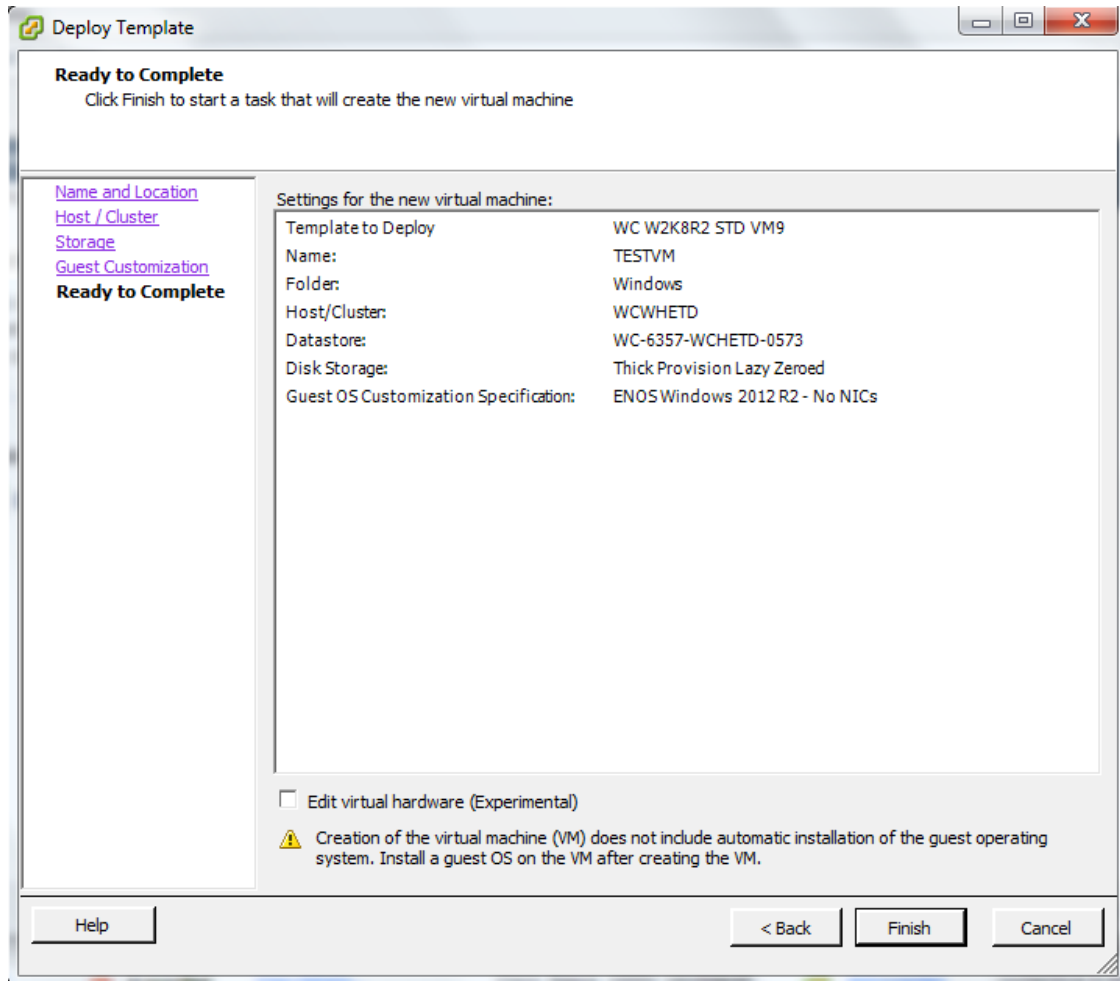 Deploy Template
Ready to Complete
Click Finish to start a task that will create the new virtual machine
Name and Location
Host / Cluster
Storage
Guest Customization
Ready to Complete
Settings for the new virtual machine:
Template to Deploy WC W2K8R2 STD VM9
Name: TESTVM
Folder: Windows
Host/Cluster: WCWHETD
Datastore: WC-6357-WCHETD-0573
Disk Storage: Thick Provision Lazy Zeroed
Guest OS Customization Specification: ENOS Windows 2012 R2 - No NICs
Edit virtual hardware (Experimental)
Creation of the virtual machine (VM) does not include automatic installation of the guest operating
system. Install a guest OS on the VM after creating the VM.
Help
< Back
Finish
Cancel